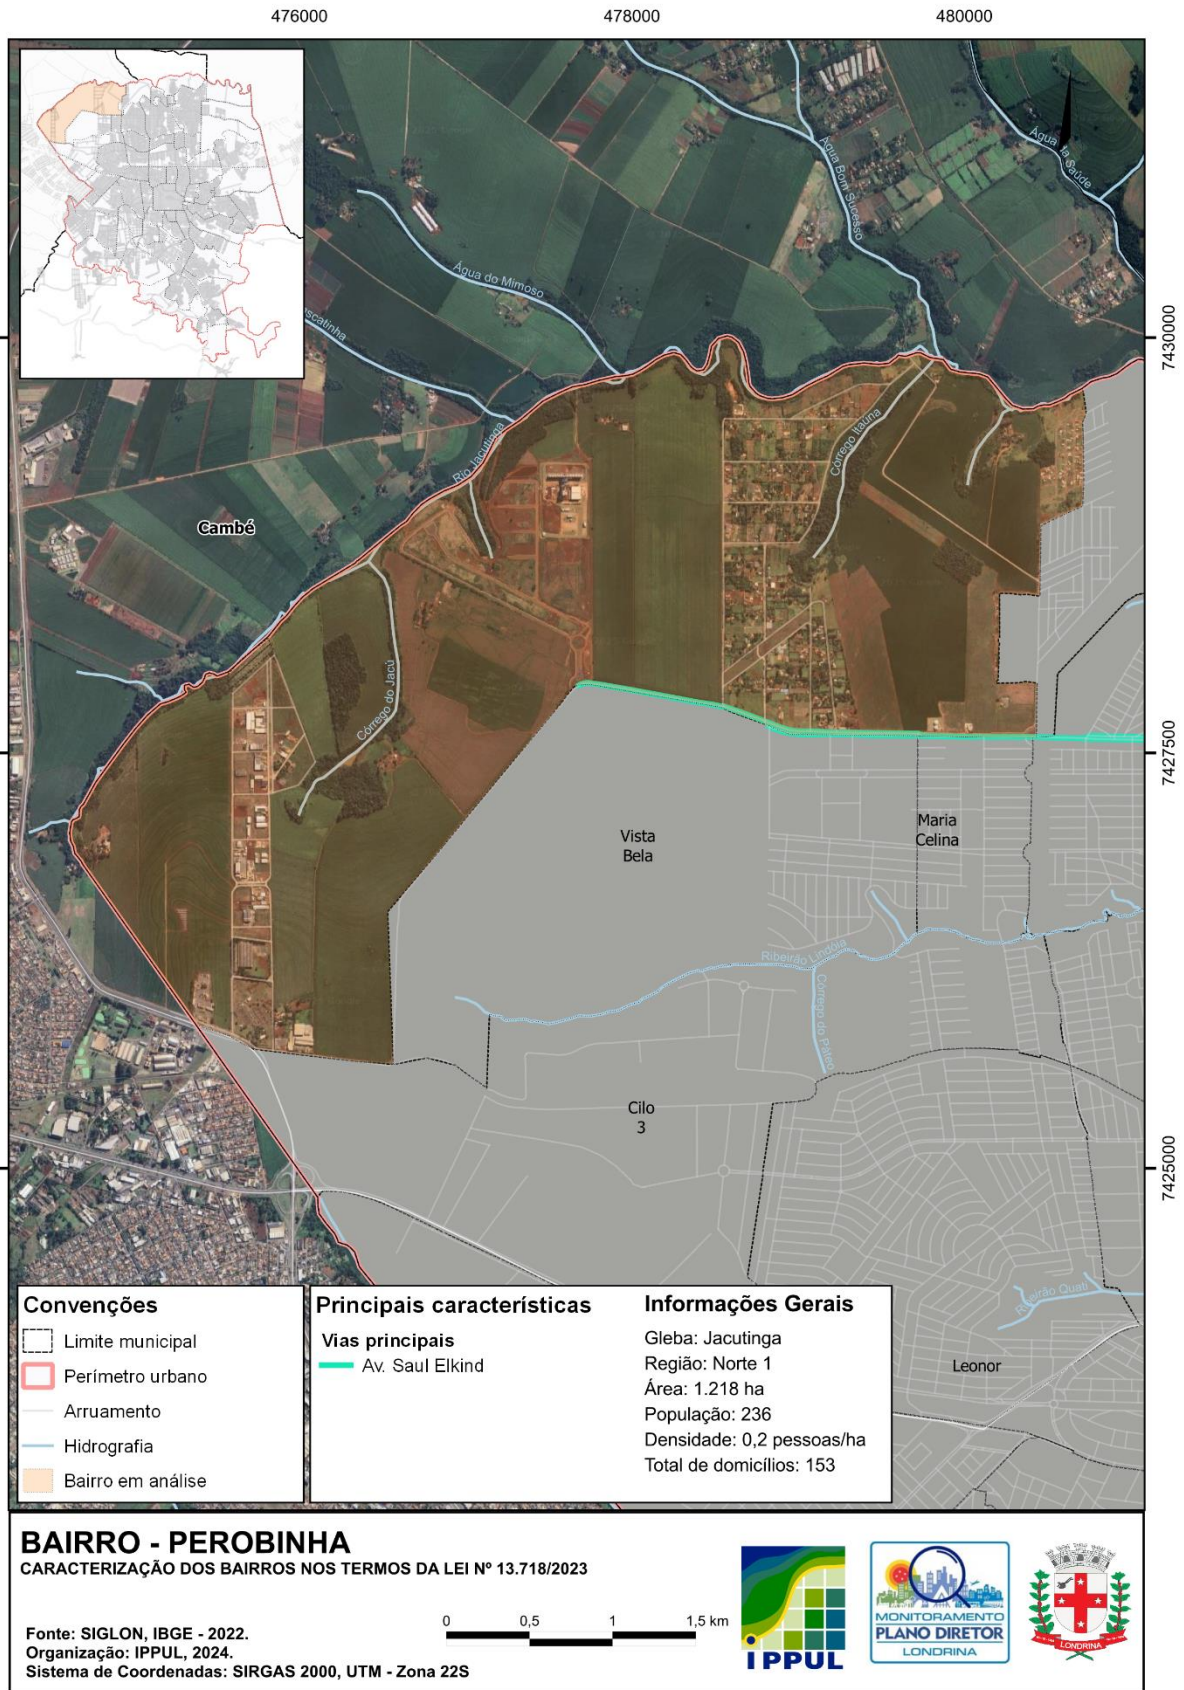 476000
478000
480000
7430000
7427500
7425000
Água da Saúde
Água Bom Sucesso
Água do Mimoso
scatinha
Rio Jacutinga
Córrego Itaúna
Cambé
Córrego do Jacú
Vista
Bela
Maria
Celina
Ribeirão Lindóia
Córrego do Pateo
Cilo
3
Ribeirão Quati
Leonor
Convenções
Limite municipal
Perímetro urbano
Arruamento
Hidrografia
Bairro em análise
Principais características
Vias principais
Av. Saul Elkind
Informações Gerais
Gleba: Jacutinga
Região: Norte 1
Área: 1.218 ha
População: 236
Densidade: 0,2 pessoas/ha
Total de domicílios: 153
BAIRRO - PEROBINHA
CARACTERIZAÇÃO DOS BAIRROS NOS TERMOS DA LEI Nº 13.718/2023
Fonte: SIGLON, IBGE - 2022.
Organização: IPPUL, 2024.
Sistema de Coordenadas: SIRGAS 2000, UTM - Zona 22S
0 0,5 1 1,5 km
IPPUL
MONITORAMENTO
PLANO DIRETOR
LONDRINA
LONDRINA